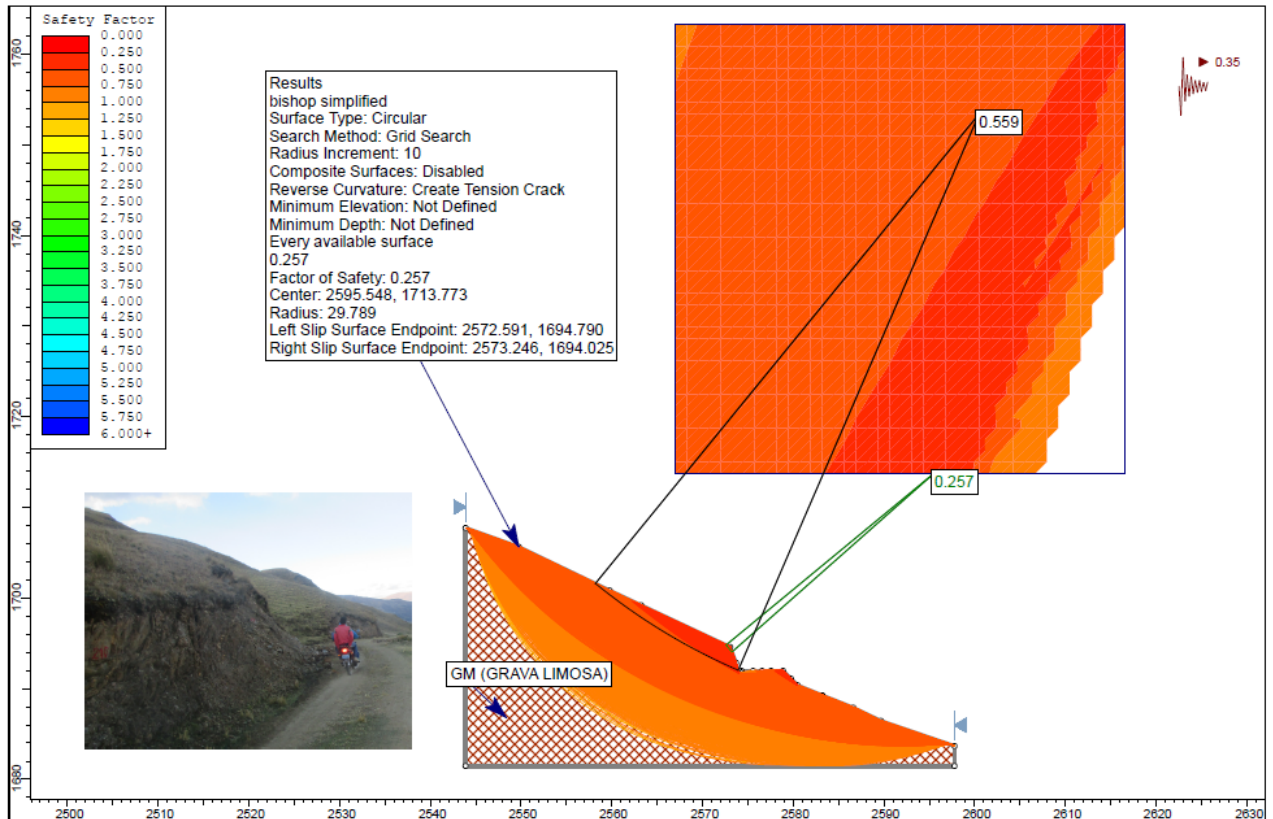 Safety Factor
0.000
0.250
0.500
0.750
1.000
1.250
1.500
1.750
2.000
2.250
2.500
2.750
3.000
3.250
3.500
3.750
4.000
4.250
4.500
4.750
5.000
5.250
5.500
5.750
6.000+
Results
bishop simplified
Surface Type: Circular
Search Method: Grid Search
Radius Increment: 10
Composite Surfaces: Disabled
Reverse Curvature: Create Tension Crack
Minimum Elevation: Not Defined
Minimum Depth: Not Defined
Every available surface
0.257
Factor of Safety: 0.257
Center: 2595.548, 1713.773
Radius: 29.789
Left Slip Surface Endpoint: 2572.591, 1694.790
Right Slip Surface Endpoint: 2573.246, 1694.025
0.559
0.35
0.257
GM (GRAVA LIMOSA)
1760
1740
1720
1700
1680
2500
2510
2520
2530
2540
2550
2560
2570
2580
2590
2600
2610
2620
2630